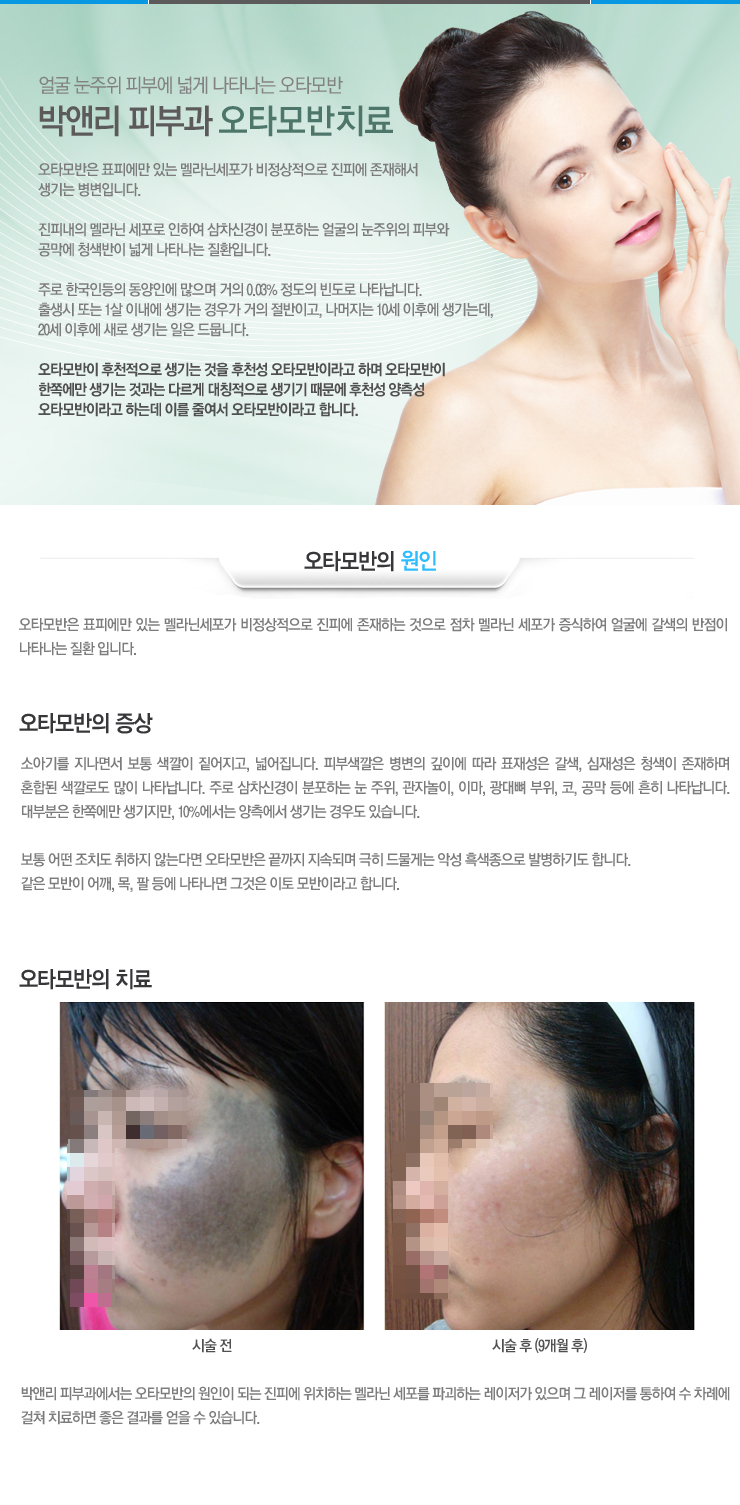 얼굴 눈주위 피부에 넓게 나타나는 오타모반
박앤리 피부과 오타모반치료
오타모반은 표피에만 있는 멜라닌세포가 비정상적으로 진피에 존재해서
생기는 병변입니다.
진피내의 멜라닌 세포로 인하여 삼차신경이 분포하는 얼굴의 눈주위의 피부와
공막에 청색반이 넓게 나타나는 질환입니다.
주로 한국인등의 동양인에 많으며 거의 0.03% 정도의 빈도로 나타납니다.
출생시 또는 1살 이내에 생기는 경우가 거의 절반이고, 나머지는 10세 이후에 생기는데,
20세 이후에 새로 생기는 일은 드뭅니다.
오타모반이 후천적으로 생기는 것을 후천성 오타모반이라고 하며 오타모반이
한쪽에만 생기는 것과는 다르게 대칭적으로 생기기 때문에 후천성 양측성
오타모반이라고 하는데 이를 줄여서 오타모반이라고 합니다.
오타모반의 원인
오타모반은 표피에만 있는 멜라닌세포가 비정상적으로 진피에 존재하는 것으로 점차 멜라닌 세포가 증식하여 얼굴에 갈색의 반점이
나타나는 질환 입니다.
오타모반의 증상
소아기를 지나면서 보통 색깔이 짙어지고, 넓어집니다. 피부색깔은 병변의 깊이에 따라 표재성은 갈색, 심재성은 청색이 존재하며
혼합된 색깔로도 많이 나타납니다. 주로 삼차신경이 분포하는 눈 주위, 관자놀이, 이마, 광대뼈 부위, 코, 공막 등에 흔히 나타납니다.
대부분은 한쪽에만 생기지만, 10%에서는 양측에서 생기는 경우도 있습니다.
보통 어떤 조치도 취하지 않는다면 오타모반은 끝까지 지속되며 극히 드물게는 악성 흑색종으로 발병하기도 합니다.
같은 모반이 어깨, 목, 팔 등에 나타나면 그것은 이토 모반이라고 합니다.
오타모반의 치료
시술 전
시술 후 (9개월 후)
박앤리 피부과에서는 오타모반의 원인이 되는 진피에 위치하는 멜라닌 세포를 파괴하는 레이저가 있으며 그 레이저를 통하여 수 차례에
걸쳐 치료하면 좋은 결과를 얻을 수 있습니다.